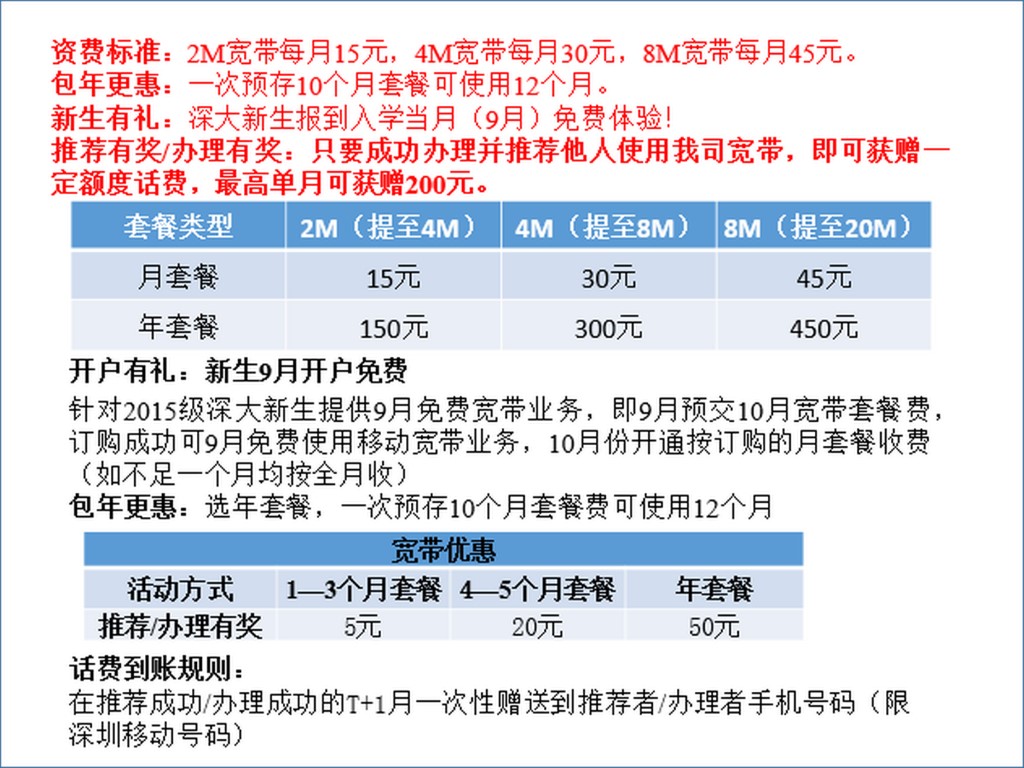 资费标准：2M宽带每月15元，4M宽带每月30元，8M宽带每月45元。
包年更惠：一次预存10个月套餐可使用12个月。
新生有礼：深大新生报到入学当月（9月）免费体验！
推荐有奖/办理有奖：只要成功办理并推荐他人使用我司宽带，即可获赠一
定额度话费，最高单月可获赠200元。
套餐类型 2M（提至4M） 4M（提至8M） 8M（提至20M）
月套餐 15元 30元 45元
年套餐 150元 300元 450元
开户有礼：新生9月开户免费
针对2015级深大新生提供9月免费宽带业务，即9月预交10月宽带套餐费，
订购成功可9月免费使用移动宽带业务，10月份开通按订购的月套餐收费
（如不足一个月均按全月收）
包年更惠：选年套餐，一次预存10个月套餐费可使用12个月
宽带优惠
活动方式 1—3个月套餐 4—5个月套餐 年套餐
推荐/办理有奖 5元 20元 50元
话费到账规则：
在推荐成功/办理成功的T+1月一次性赠送到推荐者/办理者手机号码（限
深圳移动号码）